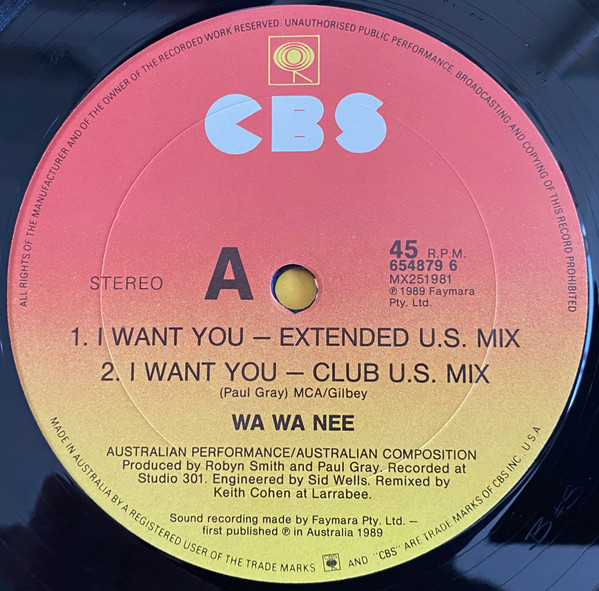 ALL RIGHTS OF THE MANUFACTURER AND OF THE OWNER OF THE RECORDED WORK RESERVED. UNAUTHORISED PUBLIC PERFORMANCE, BROADCASTING AND COPYING OF THIS RECORD PROHIBITED
CBS
STEREO
A
45 R.P.M.
654879 6
MX251981
℗ 1989 Faymara
Pty. Ltd.
1. I WANT YOU – EXTENDED U.S. MIX
2. I WANT YOU – CLUB U.S. MIX
(Paul Gray) MCA/Gilbey
WA WA NEE
AUSTRALIAN PERFORMANCE/AUSTRALIAN COMPOSITION
Produced by Robyn Smith and Paul Gray. Recorded at
Studio 301. Engineered by Sid Wells. Remixed by
Keith Cohen at Larrabee.
Sound recording made by Faymara Pty. Ltd. –
first published ℗ in Australia 1989
MADE IN AUSTRALIA BY A REGISTERED USER OF THE TRADE MARKS AND "CBS" ARE TRADE MARKS OF CBS INC. U.S.A